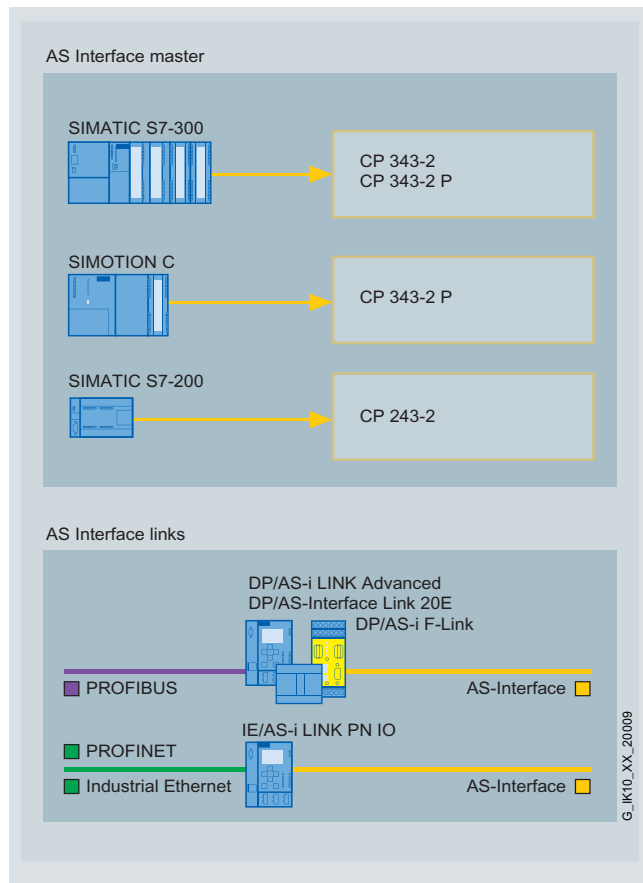 AS Interface master
SIMATIC S7-300
CP 343-2
CP 343-2 P
SIMOTION C
CP 343-2 P
SIMATIC S7-200
CP 243-2
AS Interface links
DP/AS-i LINK Advanced
DP/AS-Interface Link 20E
DP/AS-i F-Link
PROFIBUS
AS-Interface
IE/AS-i LINK PN IO
PROFINET
Industrial Ethernet
AS-Interface
G_IK10_XX_20009